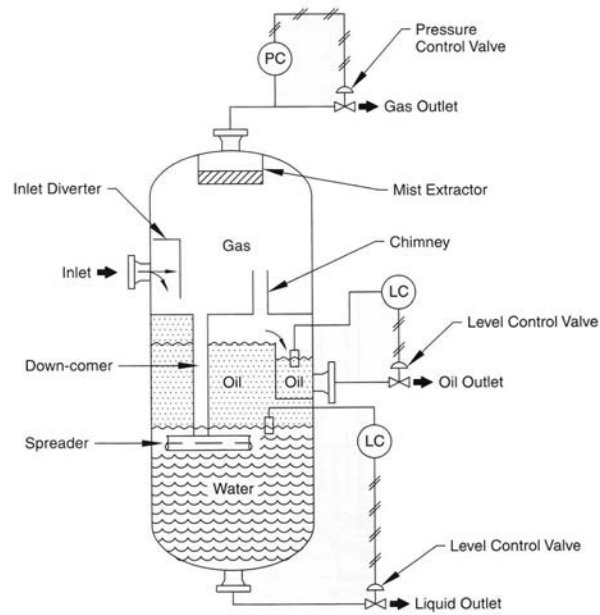 PC
Pressure
Control Valve
Gas Outlet
Mist Extractor
Inlet Diverter
Gas
Chimney
Inlet
LC
Level Control Valve
Down-comer
Oil
Oil
Oil Outlet
Spreader
LC
Water
Level Control Valve
Liquid Outlet